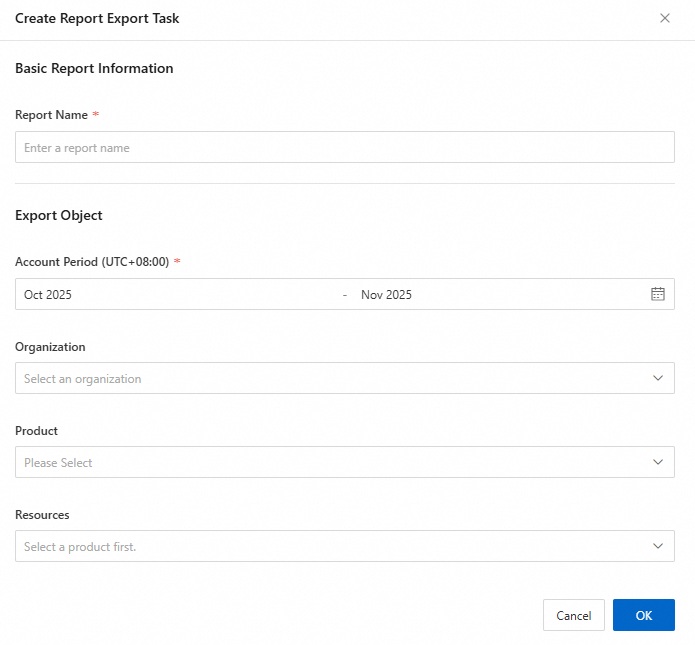 Create Report Export Task
Basic Report Information
Report Name *
Enter a report name
Export Object
Account Period (UTC+08:00) *
Oct 2025 - Nov 2025
Organization
Select an organization
Product
Please Select
Resources
Select a product first.
Cancel OK